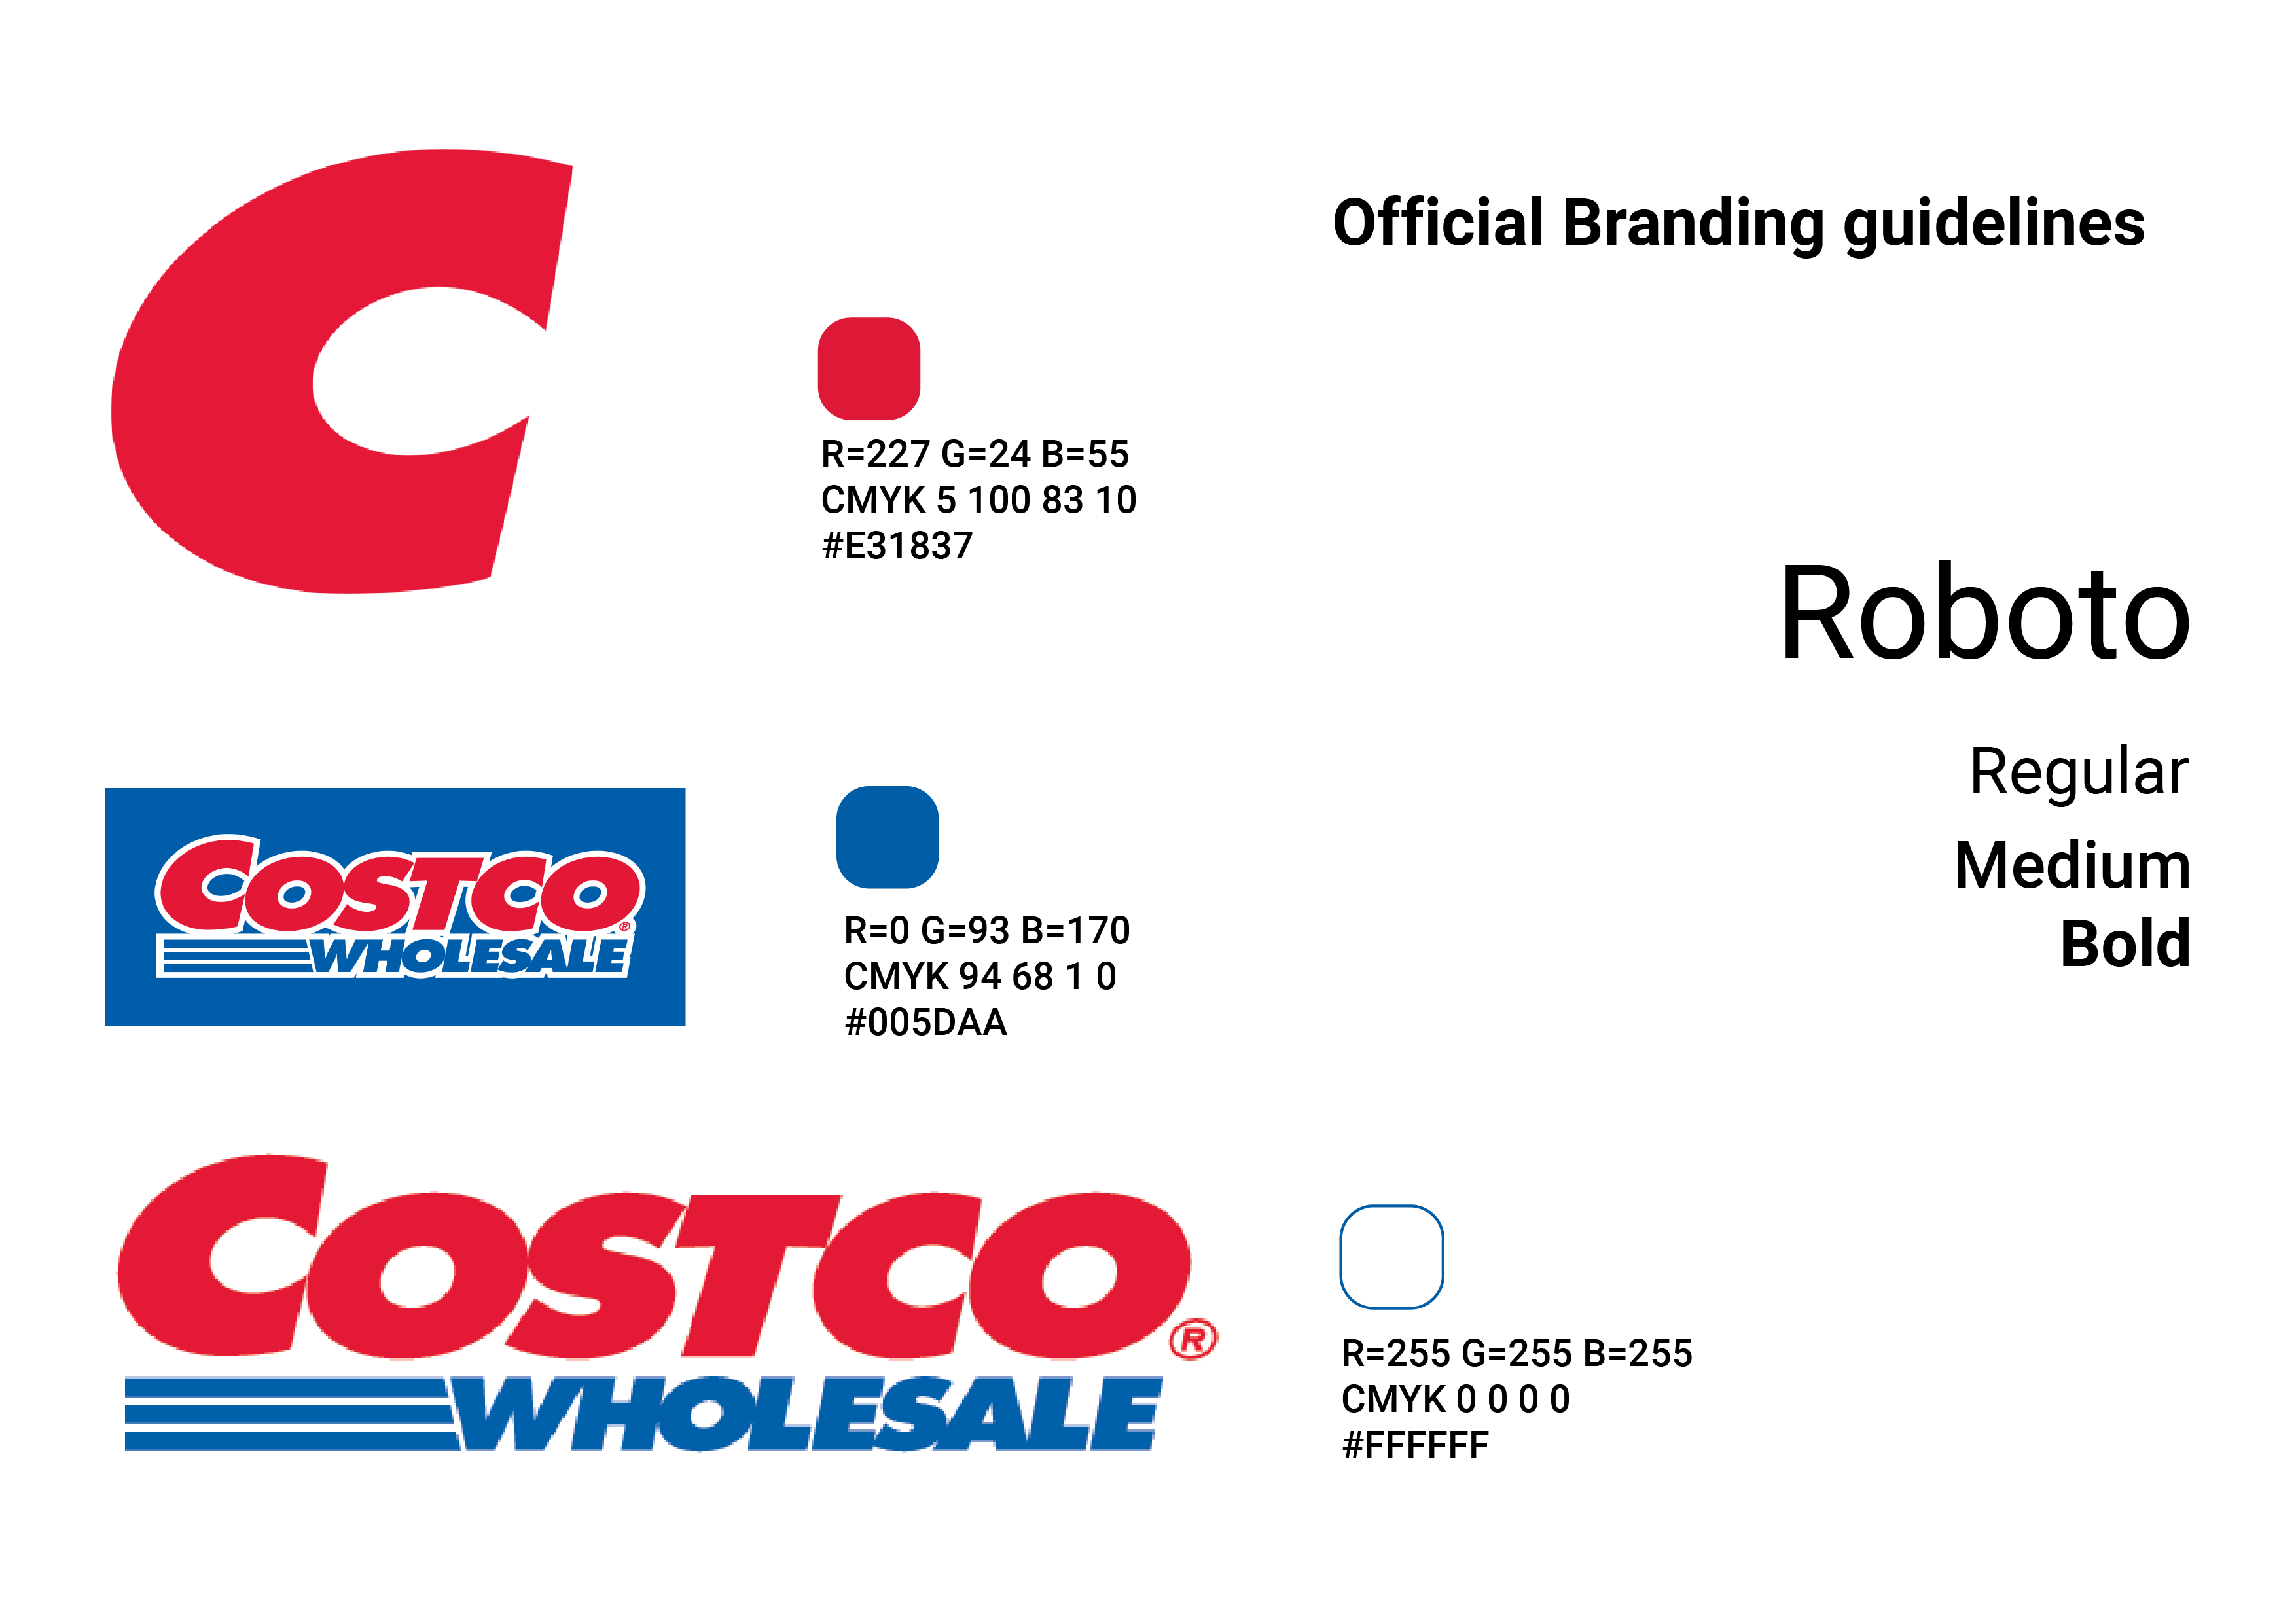 Official Branding guidelines
R=227 G=24 B=55
CMYK 5 100 83 10
#E31837
Roboto
Regular
Medium
Bold
COSTCO
®
WHOLESALE
R=0 G=93 B=170
CMYK 94 68 1 0
#005DAA
COSTCO
®
WHOLESALE
R=255 G=255 B=255
CMYK 0 0 0 0
#FFFFFF